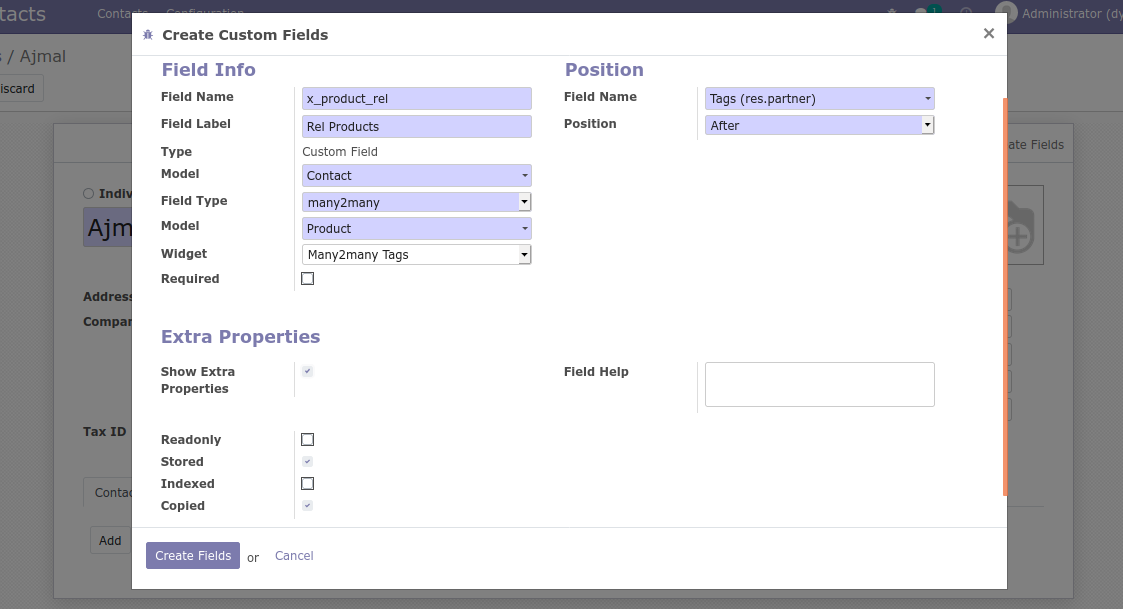 Contacts Configuration
1
Administrator (dy
/ Ajmal
Create Custom Fields
×
Field Info
Field Name x_product_rel
Field Label Rel Products
Type Custom Field
Model Contact
Field Type many2many
Model Product
Widget Many2many Tags
Required
Position
Field Name Tags (res.partner)
Position After
Extra Properties
Show Extra
Properties
Field Help
Readonly
Stored
Indexed
Copied
Create Fields or Cancel
tacts
iscard
ate Fields
Indiv
Ajm
Address
Compan
Tax ID
Contac
Add